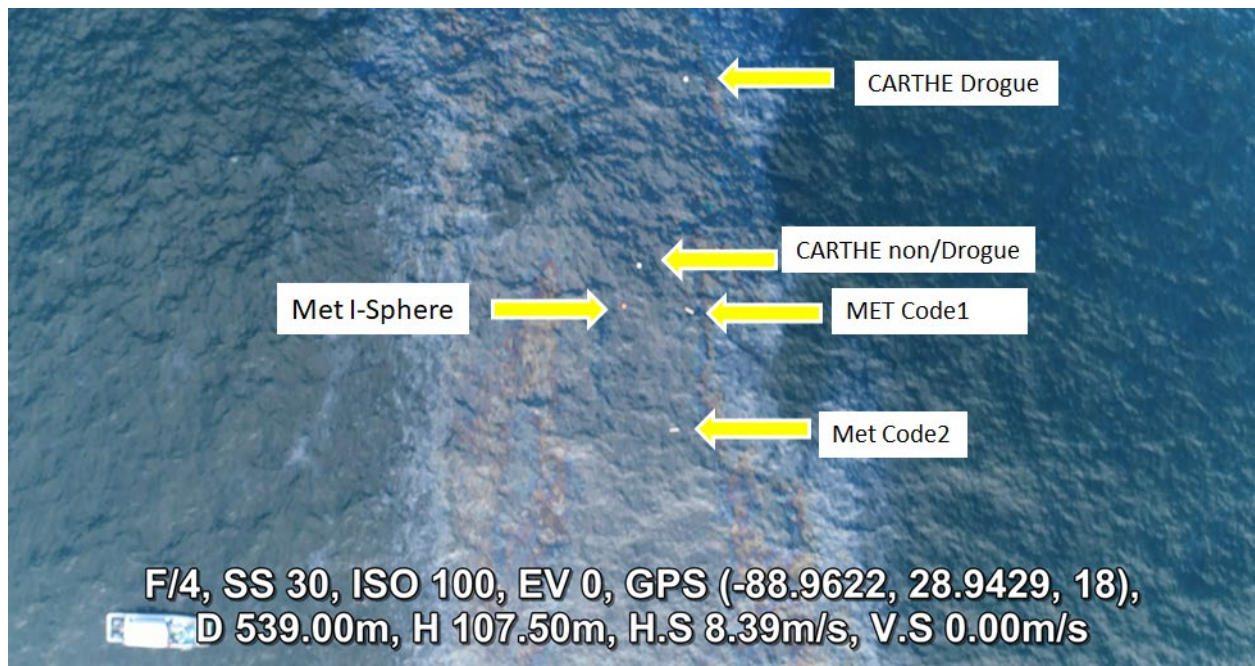 CARTHE Drogue
CARTHE non/Drogue
Met I-Sphere
MET Code1
Met Code2
F/4, SS 30, ISO 100, EV 0, GPS (-88.9622, 28.9429, 18),
D 539.00m, H 107.50m, H.S 8.39m/s, V.S 0.00m/s